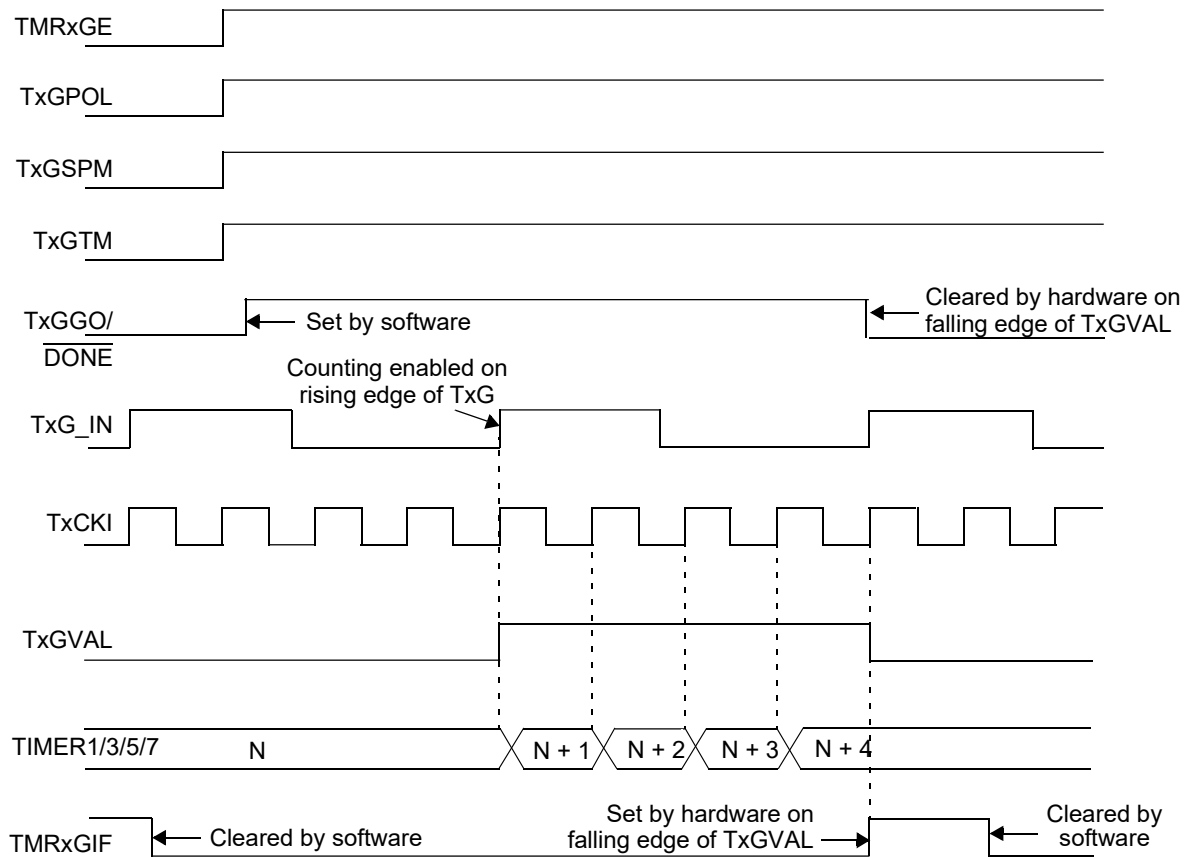 TMRxGE
TxGPOL
TxGSPM
TxGTM
TxGGO/
DONE
Set by software
Cleared by hardware on
falling edge of TxGVAL
Counting enabled on
rising edge of TxG
TxG_IN
TxCKI
TxGVAL
TIMER1/3/5/7
N
N + 1
N + 2
N + 3
N + 4
TMRxGIF
Cleared by software
Set by hardware on
falling edge of TxGVAL
Cleared by
software